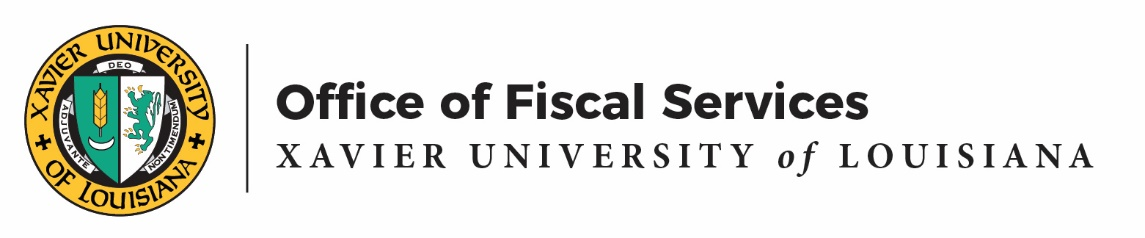 XAVIER UNIVERSITY
OF LOUISIANA
DEO
ADJUVANTE
NON TIMENDUM
Office of Fiscal Services
XAVIER UNIVERSITY of LOUISIANA